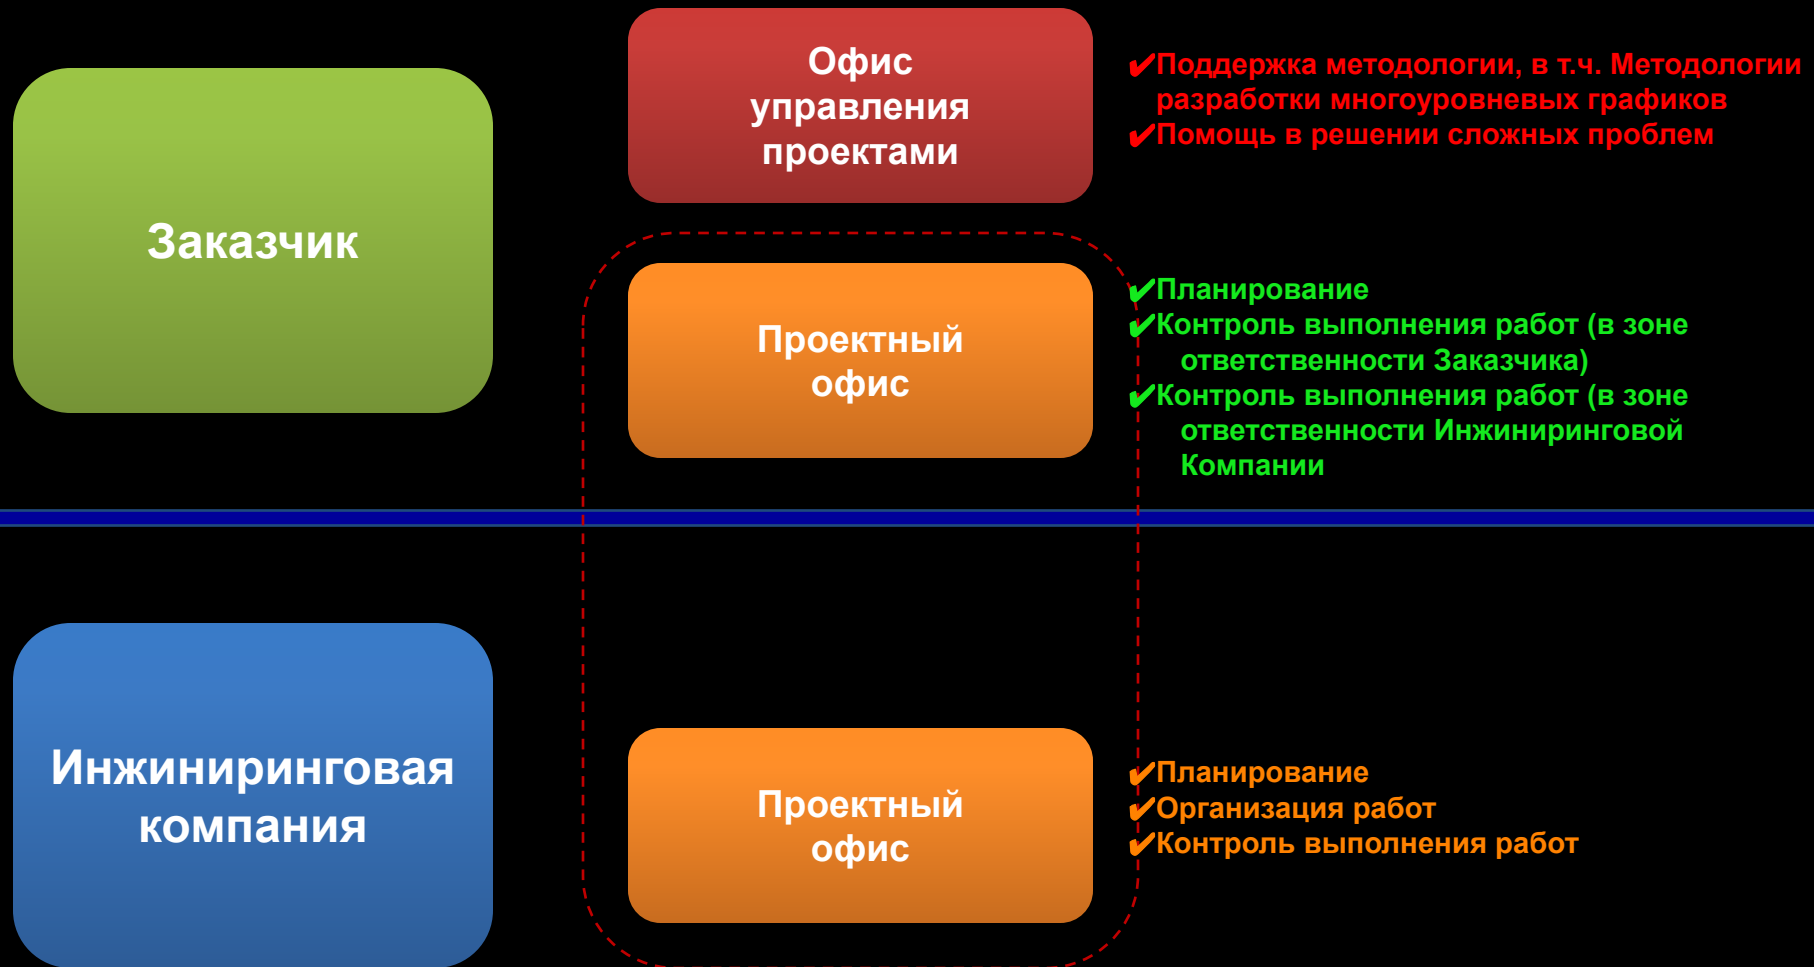 Заказчик
Офис
управления
проектами
✔Поддержка методологии, в т.ч. Методологии
разработки многоуровневых графиков
✔Помощь в решении сложных проблем
Проектный
офис
✔Планирование
✔Контроль выполнения работ (в зоне
ответственности Заказчика)
✔Контроль выполнения работ (в зоне
ответственности Инжиниринговой
Компании
Инжиниринговая
компания
Проектный
офис
✔Планирование
✔Организация работ
✔Контроль выполнения работ